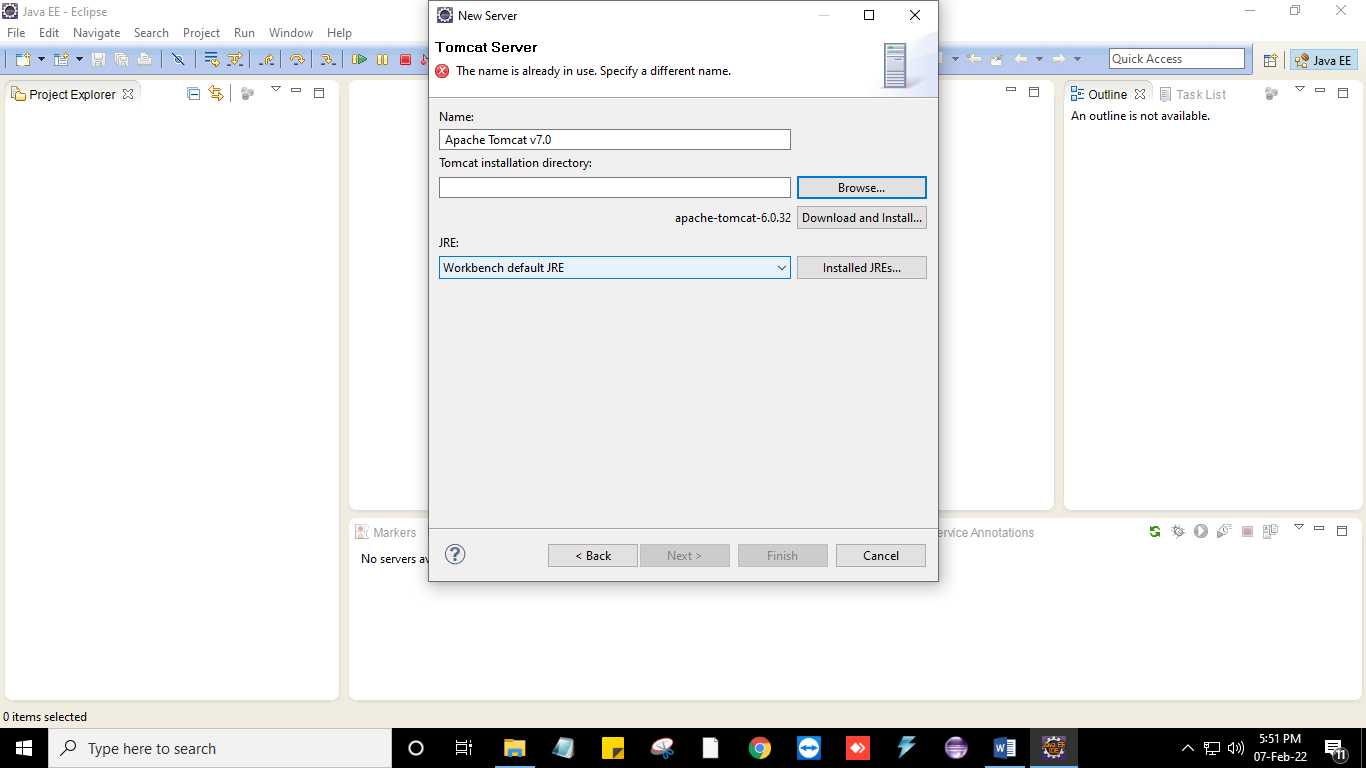 Java EE - Eclipse
File Edit Navigate Search Project Run Window Help
Quick Access
Java EE
Project Explorer
New Server
Tomcat Server
The name is already in use. Specify a different name.
Name:
Apache Tomcat v7.0
Tomcat installation directory:
Browse...
apache-tomcat-6.0.32 Download and Install...
JRE:
Workbench default JRE Installed JREs...
< Back Next > Finish Cancel
Outline Task List
An outline is not available.
Markers ervice Annotations
No servers av
0 items selected
Type here to search
5:51 PM
07-Feb-22
11